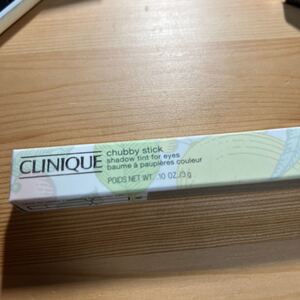 CLINIQUE
chubby stick
shadow tint for eyes
baume à paupières couleur
POIDS NET WT. .10 OZ./3 g